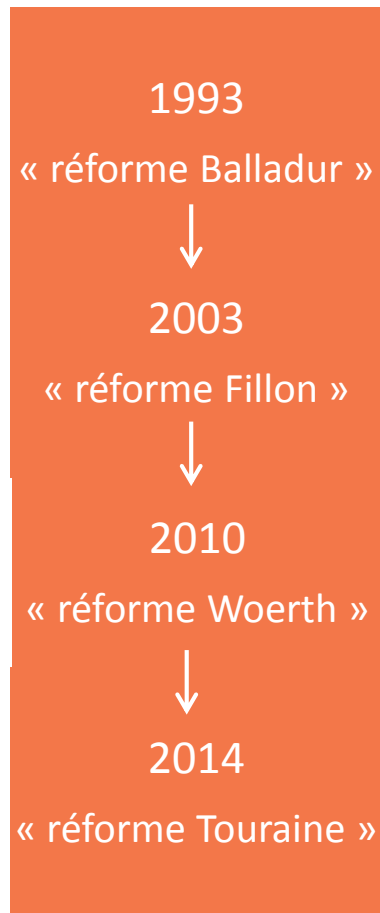 1993
« réforme Balladur »
2003
« réforme Fillon »
2010
« réforme Woerth »
2014
« réforme Touraine »